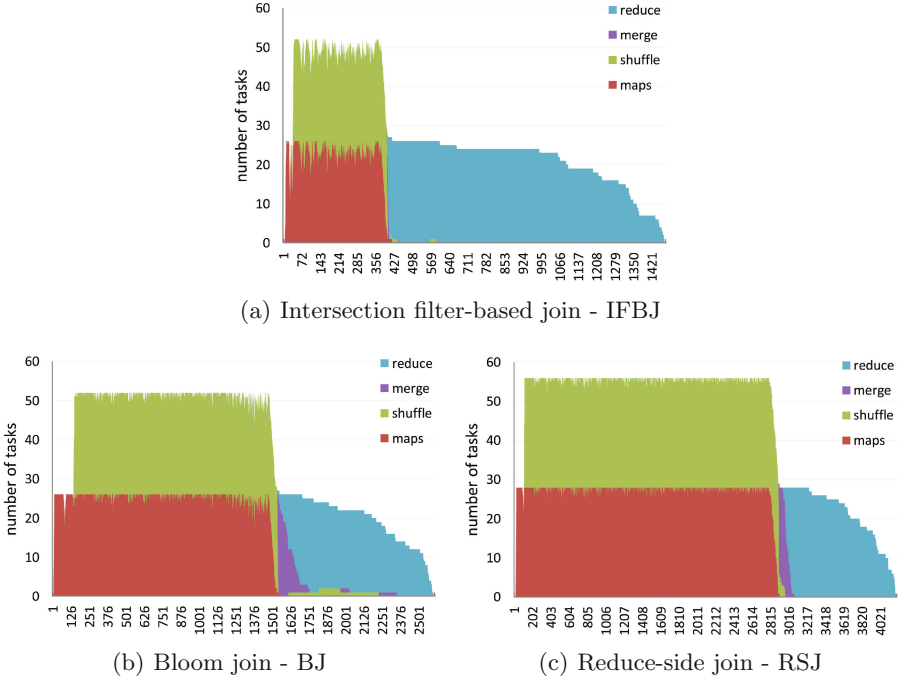 60
50
40
30
20
10
0
number of tasks
reduce
merge
shuffle
maps
1 72 143 214 285 356 427 498 569 640 711 782 853 924 995 1066 1137 1208 1279 1350 1421
(a) Intersection filter-based join - IFBJ
60
50
40
30
20
10
0
number of tasks
reduce
merge
shuffle
maps
1 126 251 376 501 626 751 876 1001 1126 1251 1376 1501 1626 1751 1876 2001 2126 2251 2376 2501
(b) Bloom join - BJ
60
50
40
30
20
10
0
number of tasks
reduce
merge
shuffle
maps
1 202 403 604 805 1006 1207 1408 1609 1810 2011 2212 2413 2614 2815 3016 3217 3418 3619 3820 4021
(c) Reduce-side join - RSJ